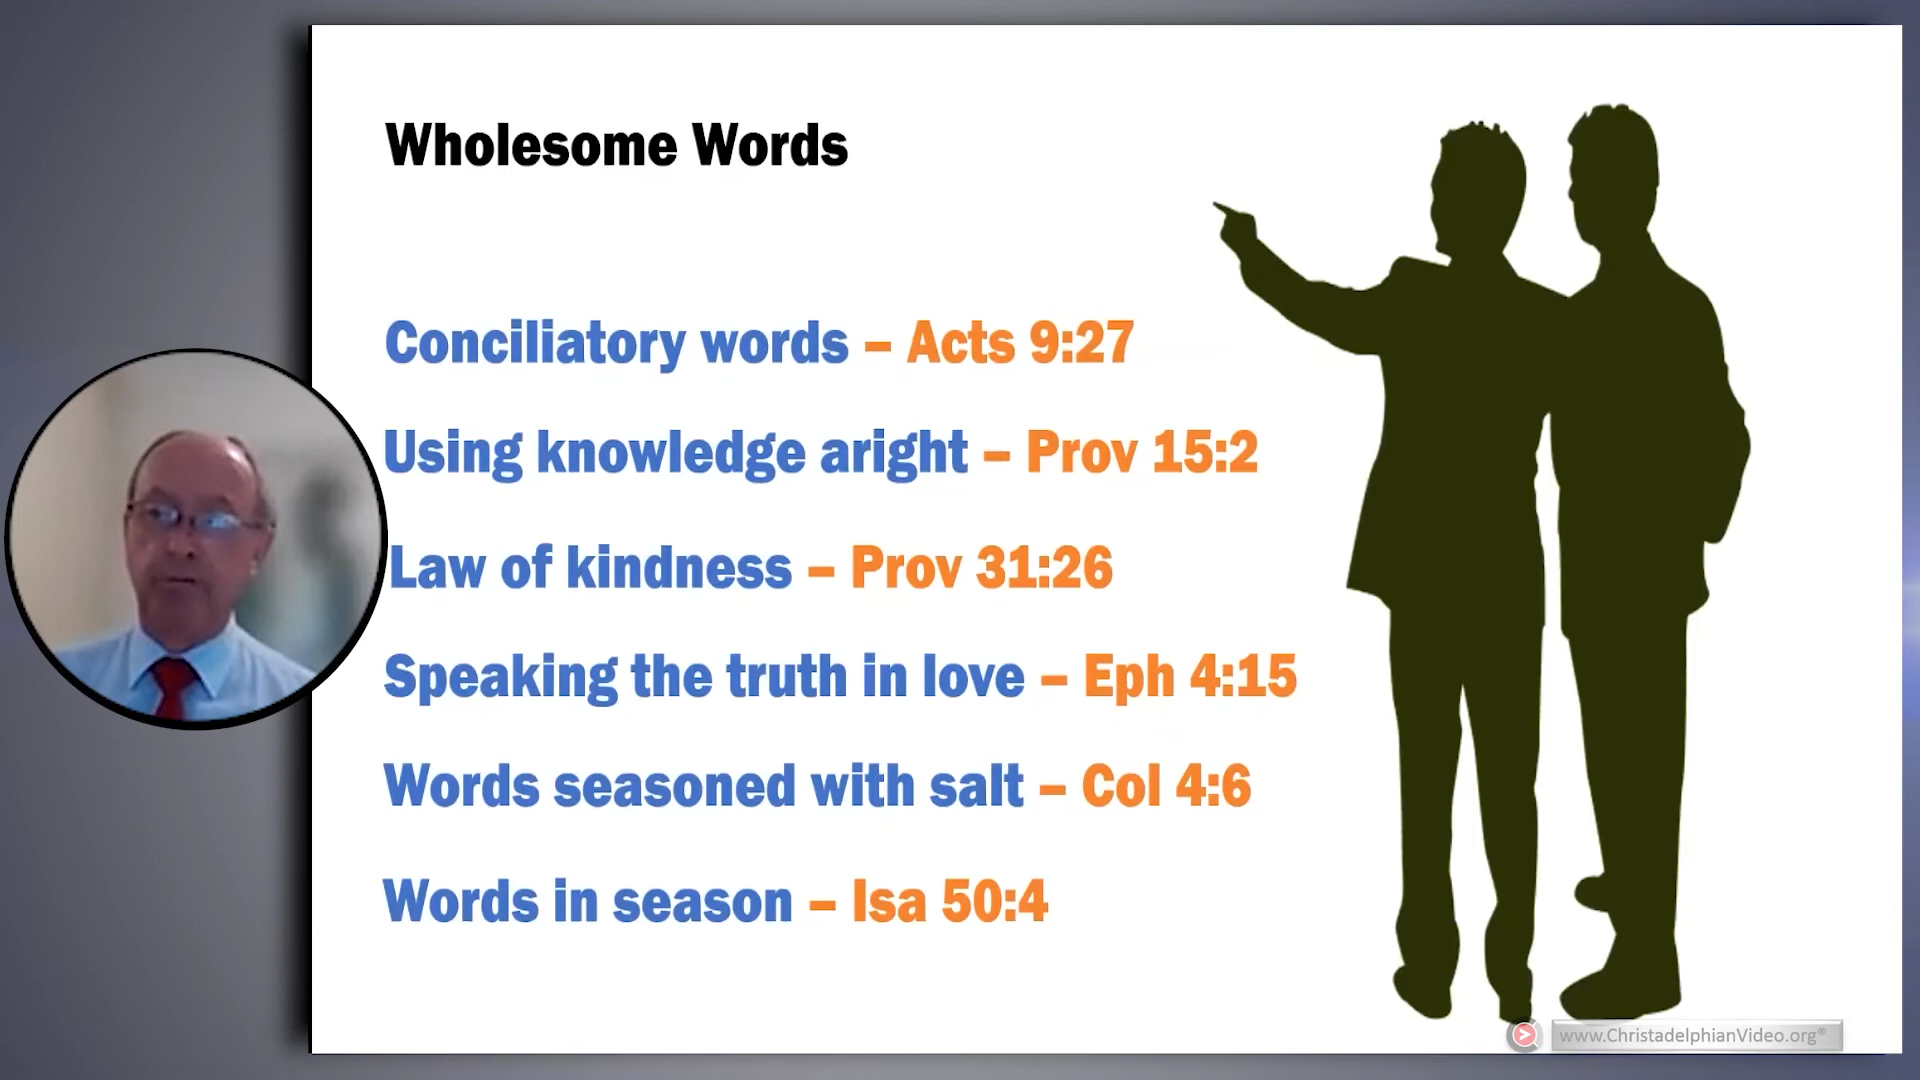 Wholesome Words
Conciliatory words – Acts 9:27
Using knowledge aright – Prov 15:2
Law of kindness – Prov 31:26
Speaking the truth in love – Eph 4:15
Words seasoned with salt – Col 4:6
Words in season – Isa 50:4
www.ChristadelphianVideo.org®